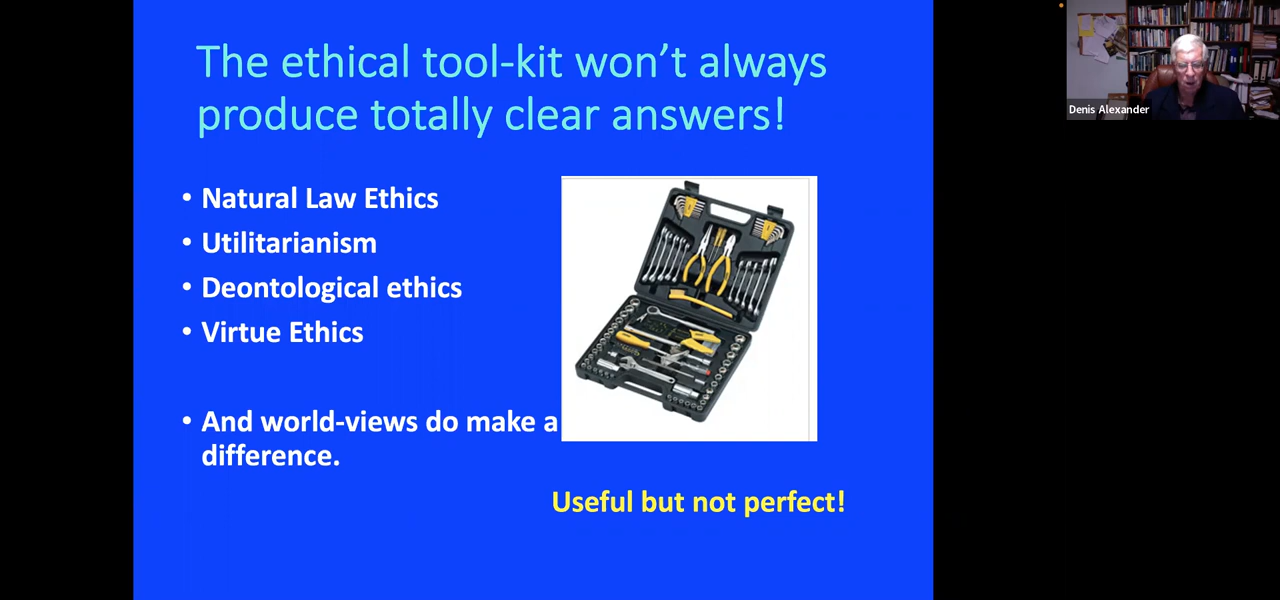 The ethical tool-kit won’t always
produce totally clear answers!
• Natural Law Ethics
• Utilitarianism
• Deontological ethics
• Virtue Ethics
• And world-views do make a
difference.
Useful but not perfect!
Denis Alexander